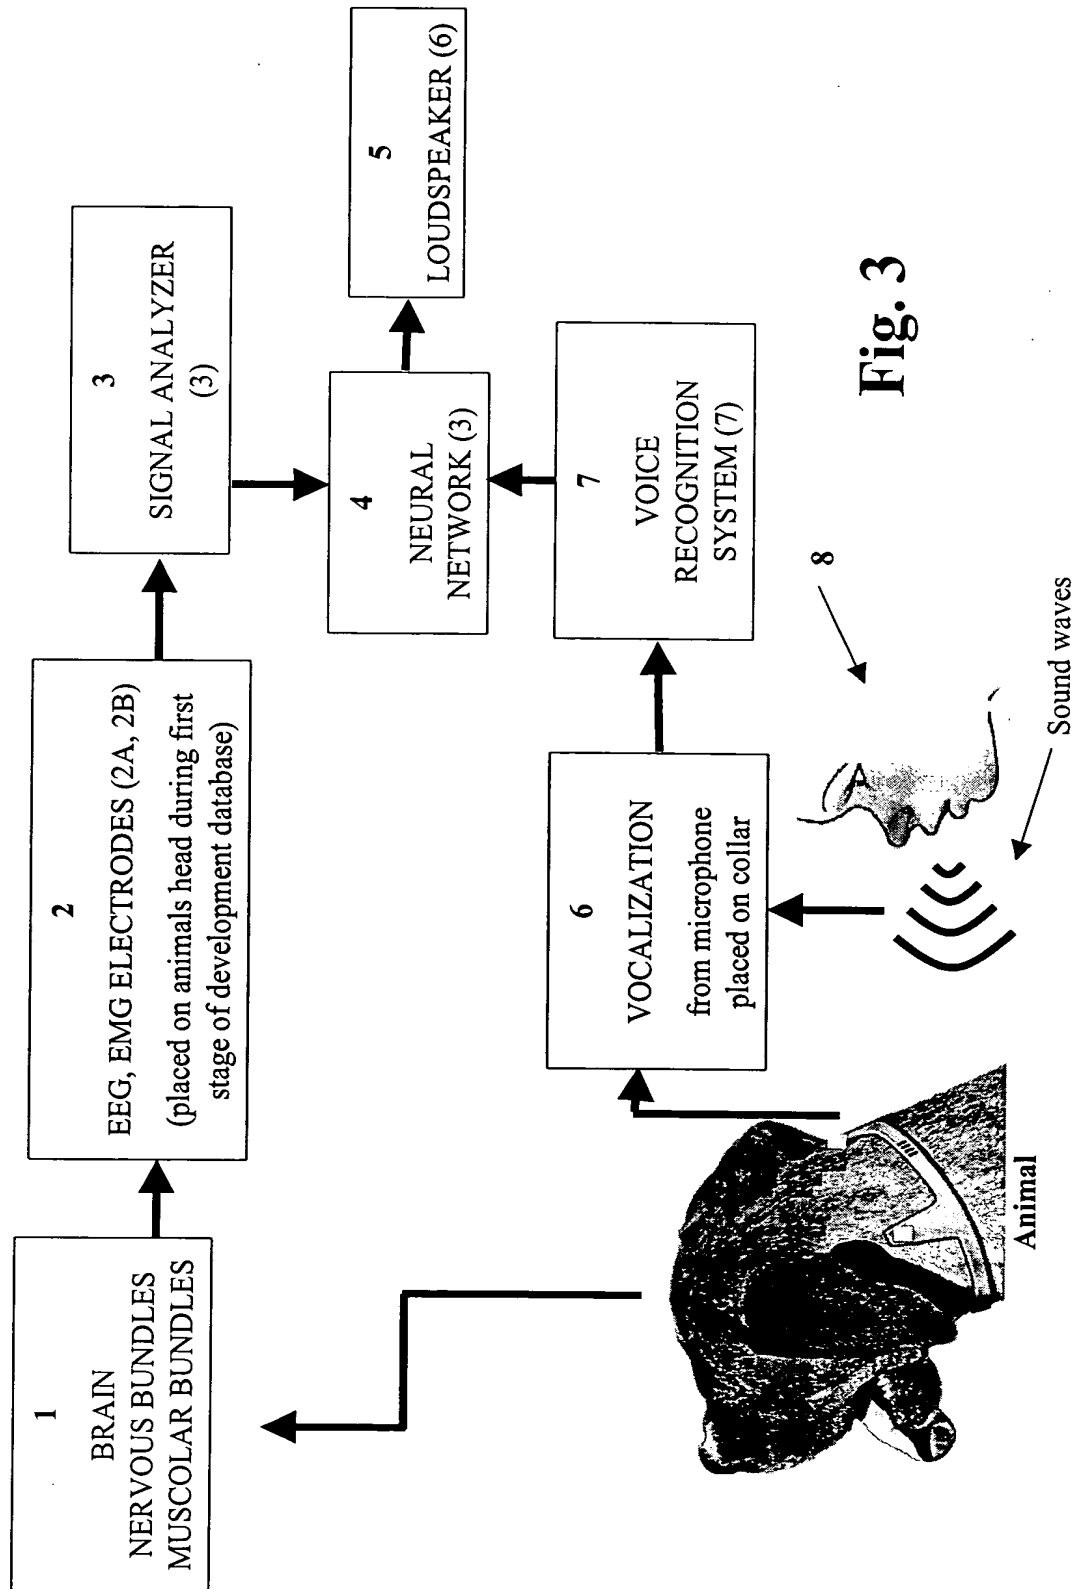 1
BRAIN
NERVOUS BUNDLES
MUSCOLAR BUNDLES
2
EEG, EMG ELECTRODES (2A, 2B)
(placed on animals head during first
stage of development database)
3
SIGNAL ANALYZER
(3)
4
NEURAL
NETWORK (3)
5
LOUDSPEAKER (6)
6
VOCALIZATION
from microphone
placed on collar
7
VOICE
RECOGNITION
SYSTEM (7)
8
Sound waves
Animal
Fig. 3